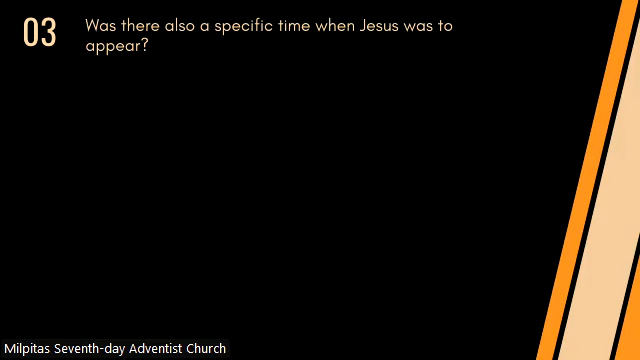 03
Was there also a specific time when Jesus was to
appear?
Milpitas Seventh-day Adventist Church